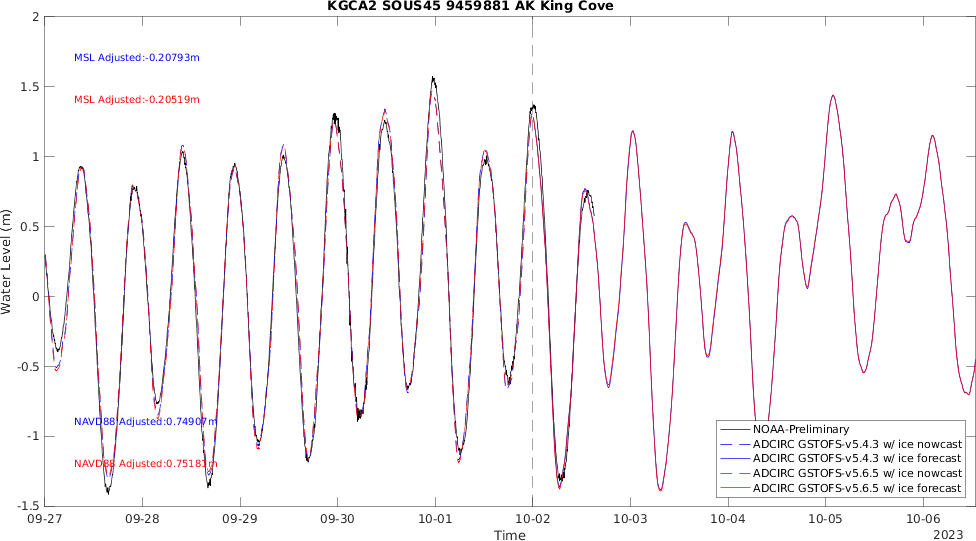 KGCA2 SOUS45 9459881 AK King Cove
2
1.5
1
0.5
0
-0.5
-1
-1.5
Water Level (m)
MSL Adjusted:-0.20793m
MSL Adjusted:-0.20519m
NAVD88 Adjusted:0.74907m
NAVD88 Adjusted:0.75181m
NOAA-Preliminary
ADCIRC GSTOFS-v5.4.3 w/ ice nowcast
ADCIRC GSTOFS-v5.4.3 w/ ice forecast
ADCIRC GSTOFS-v5.6.5 w/ ice nowcast
ADCIRC GSTOFS-v5.6.5 w/ ice forecast
09-27 09-28 09-29 09-30 10-01 10-02 10-03 10-04 10-05 10-06
Time
2023